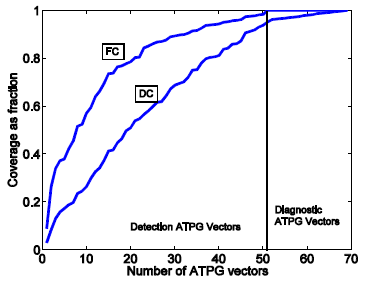 1
0.8
0.6
0.4
0.2
0
FC
DC
Coverage as fraction
Detection ATPG Vectors
Diagnostic
ATPG Vectors
0 10 20 30 40 50 60 70
Number of ATPG vectors